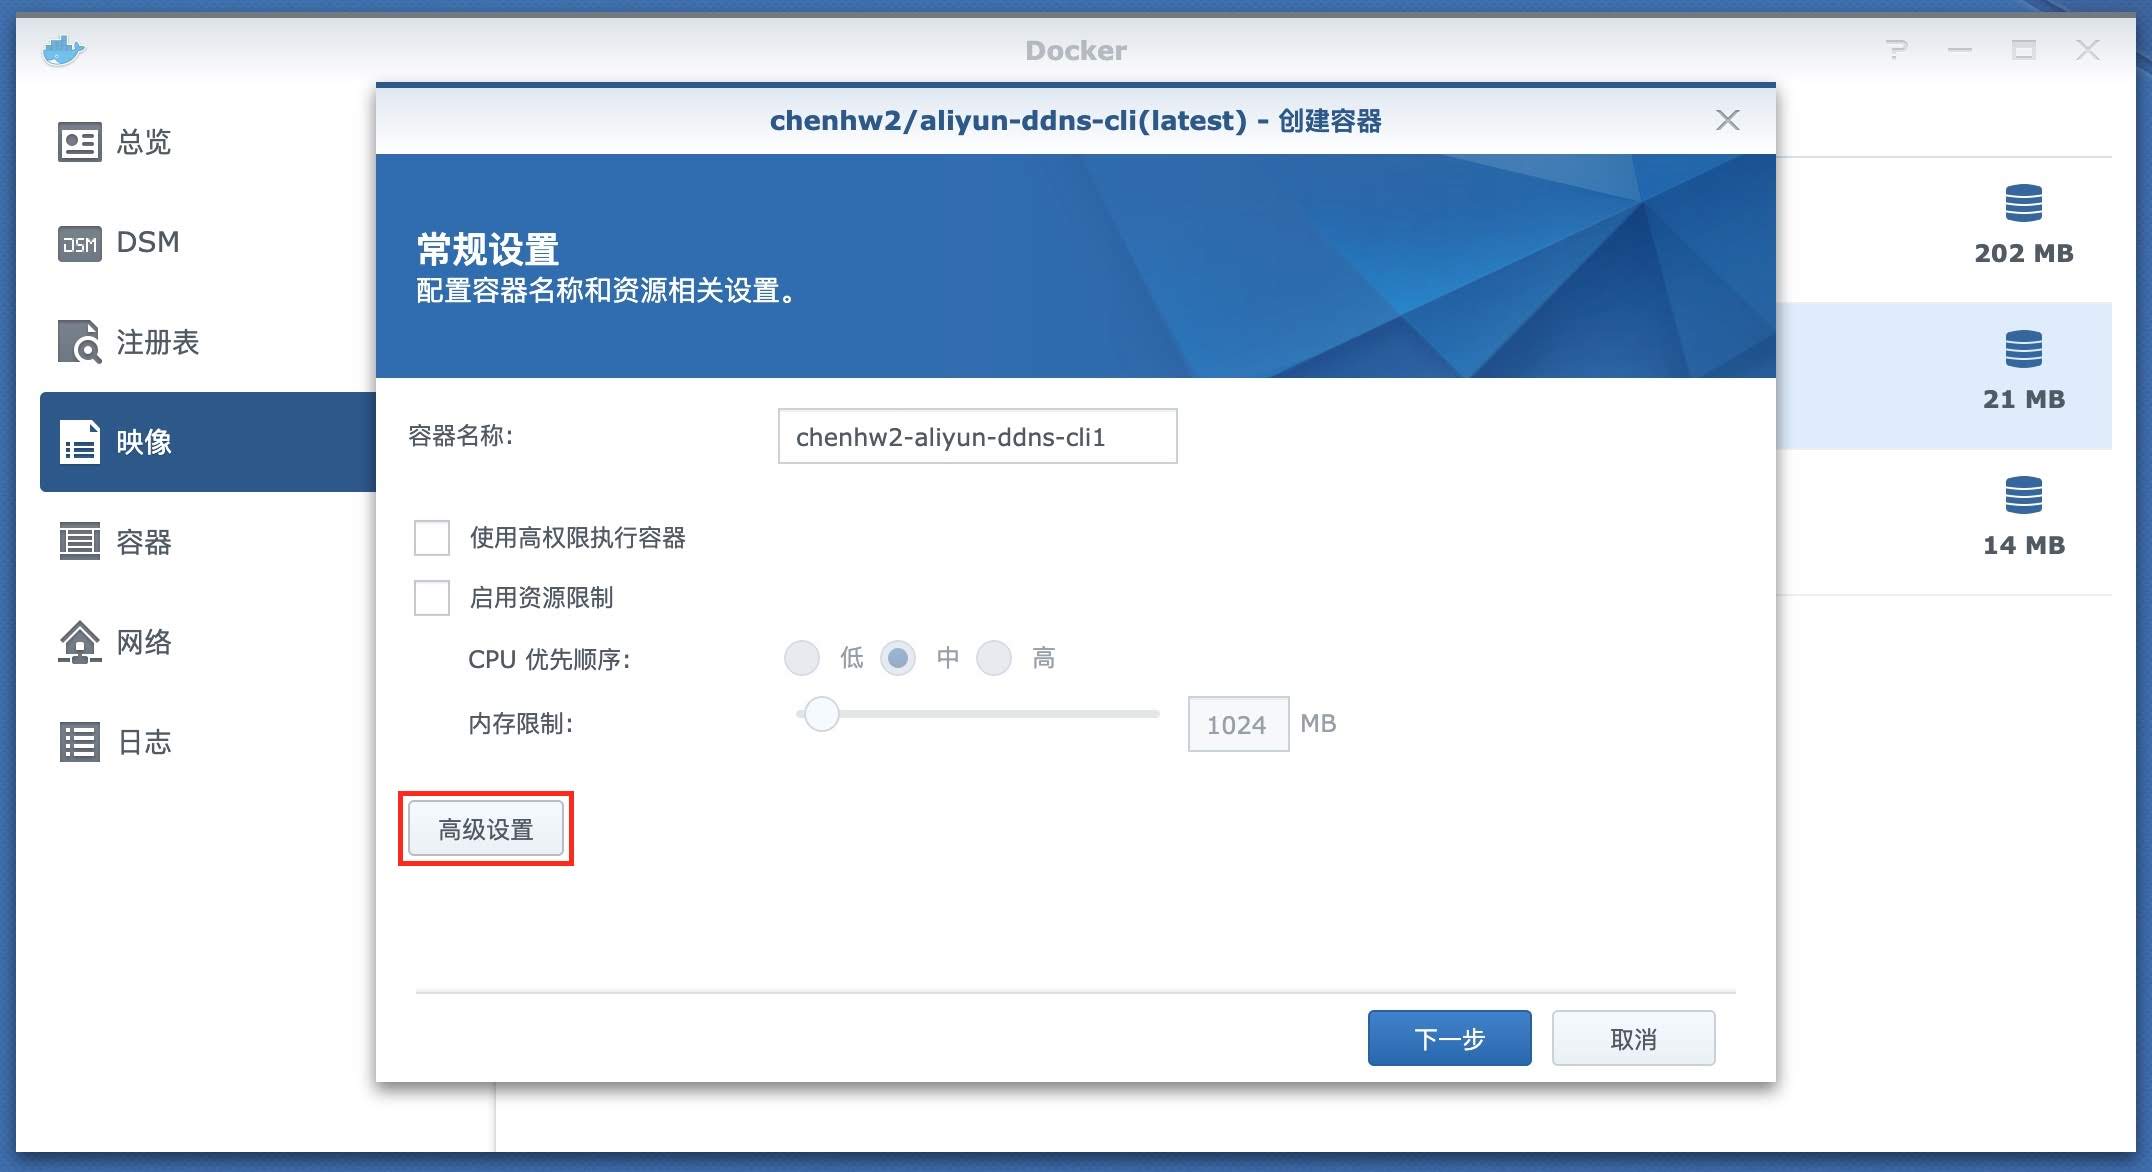 Docker
总览
DSM
DSM
注册表
映像
容器
网络
日志
chenhw2/aliyun-ddns-cli(latest) - 创建容器
常规设置
配置容器名称和资源相关设置。
容器名称:
chenhw2-aliyun-ddns-cli1
使用高权限执行容器
启用资源限制
CPU 优先顺序:
低 中 高
内存限制:
1024 MB
高级设置
下一步 取消
202 MB
21 MB
14 MB